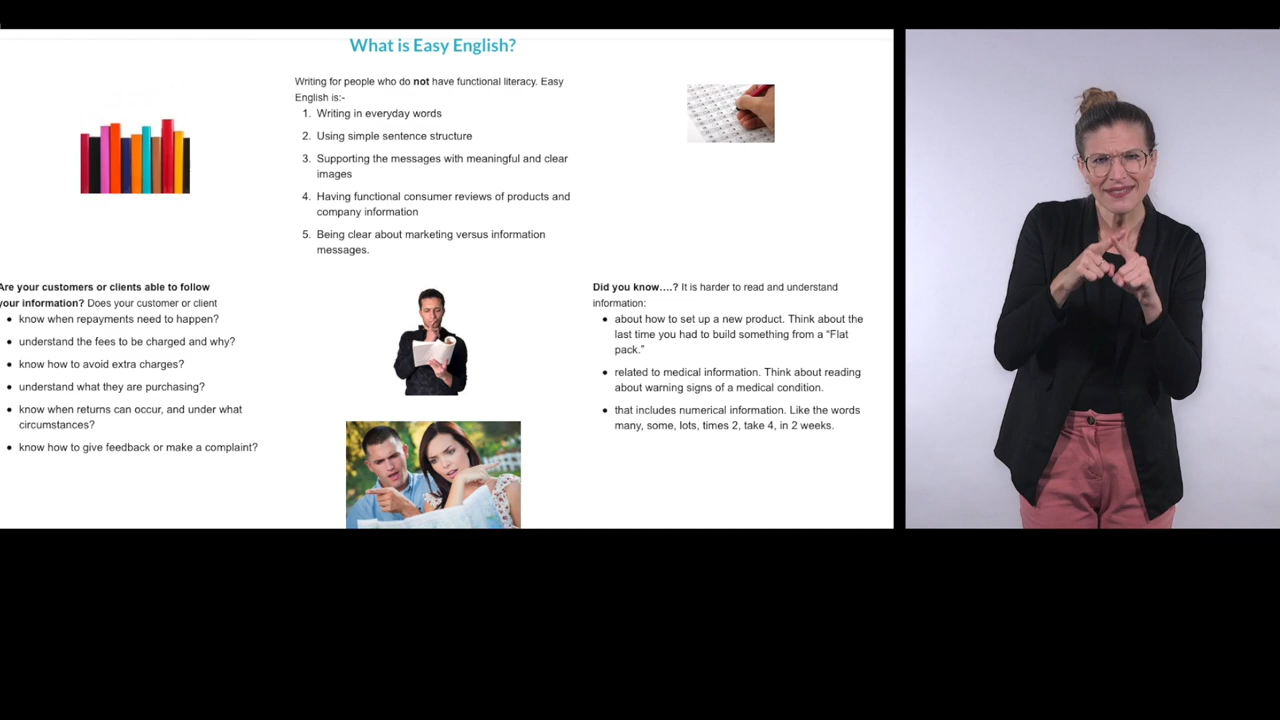 What is Easy English?
Writing for people who do not have functional literacy. Easy
English is:-
1. Writing in everyday words
2. Using simple sentence structure
3. Supporting the messages with meaningful and clear
images
4. Having functional consumer reviews of products and
company information
5. Being clear about marketing versus information
messages.
Are your customers or clients able to follow
your information? Does your customer or client
• know when repayments need to happen?
• understand the fees to be charged and why?
• know how to avoid extra charges?
• understand what they are purchasing?
• know when returns can occur, and under what
circumstances?
• know how to give feedback or make a complaint?
Did you know....? It is harder to read and understand
information:
• about how to set up a new product. Think about the
last time you had to build something from a “Flat
pack.”
• related to medical information. Think about reading
about warning signs of a medical condition.
• that includes numerical information. Like the words
many, some, lots, times 2, take 4, in 2 weeks.